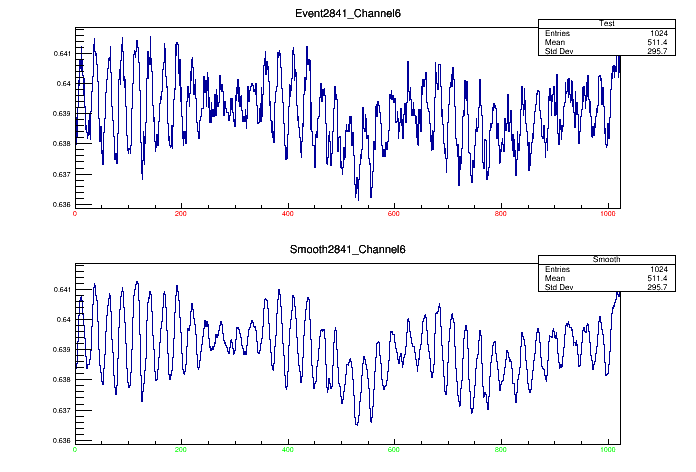 Event2841_Channel6
Test
Entries 1024
Mean 511.4
Std Dev 295.7
0.641
0.64
0.639
0.638
0.637
0.636
0 200 400 600 800 1000
Smooth2841_Channel6
Smooth
Entries 1024
Mean 511.4
Std Dev 295.7
0.641
0.64
0.639
0.638
0.637
0.636
0 200 400 600 800 1000